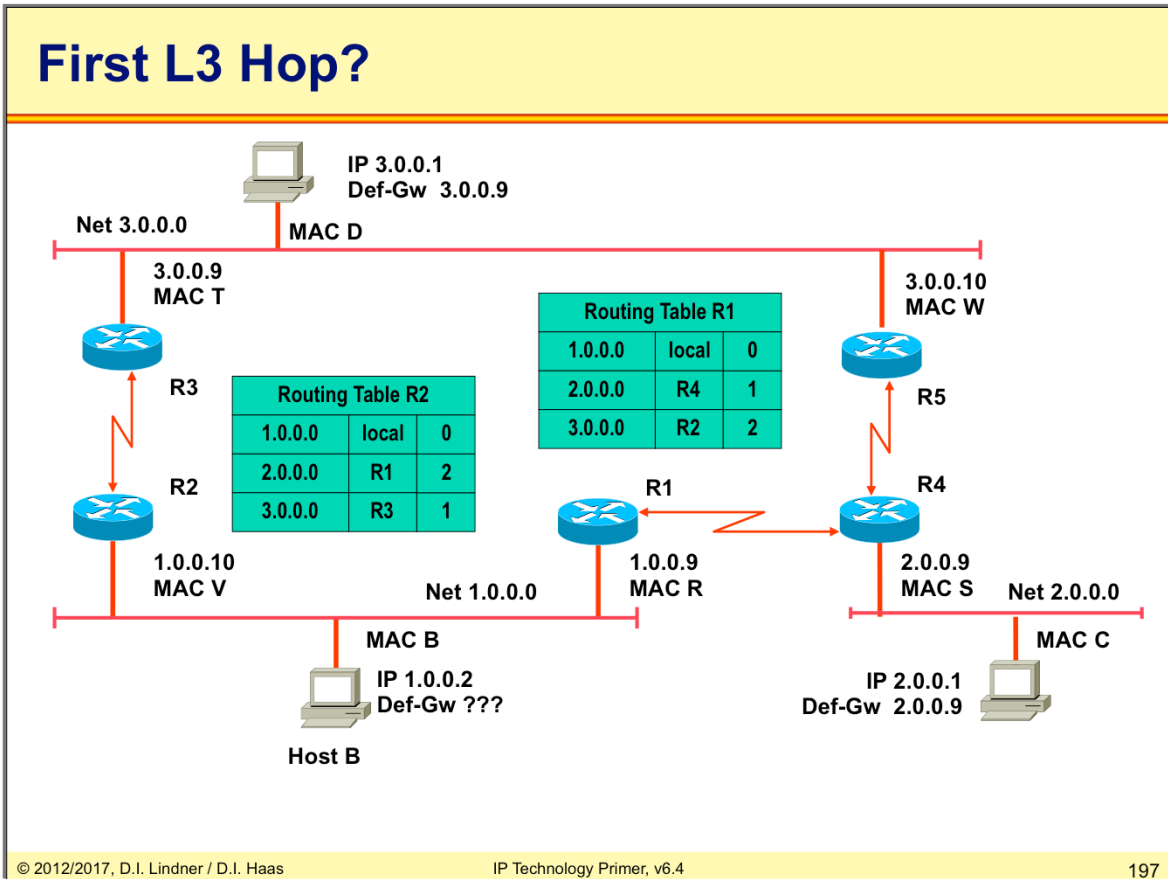 First L3 Hop?
IP 3.0.0.1
Def-Gw 3.0.0.9
Net 3.0.0.0
MAC D
3.0.0.9
MAC T
3.0.0.10
MAC W
Routing Table R1
1.0.0.0 local 0
2.0.0.0 R4 1
3.0.0.0 R2 2
R3
R5
Routing Table R2
1.0.0.0 local 0
2.0.0.0 R1 2
3.0.0.0 R3 1
R2
R1
R4
1.0.0.10
MAC V
Net 1.0.0.0
1.0.0.9
MAC R
2.0.0.9
MAC S
Net 2.0.0.0
MAC B
MAC C
IP 1.0.0.2
Def-Gw ???
IP 2.0.0.1
Def-Gw 2.0.0.9
Host B
© 2012/2017, D.I. Lindner / D.I. Haas
IP Technology Primer, v6.4
197